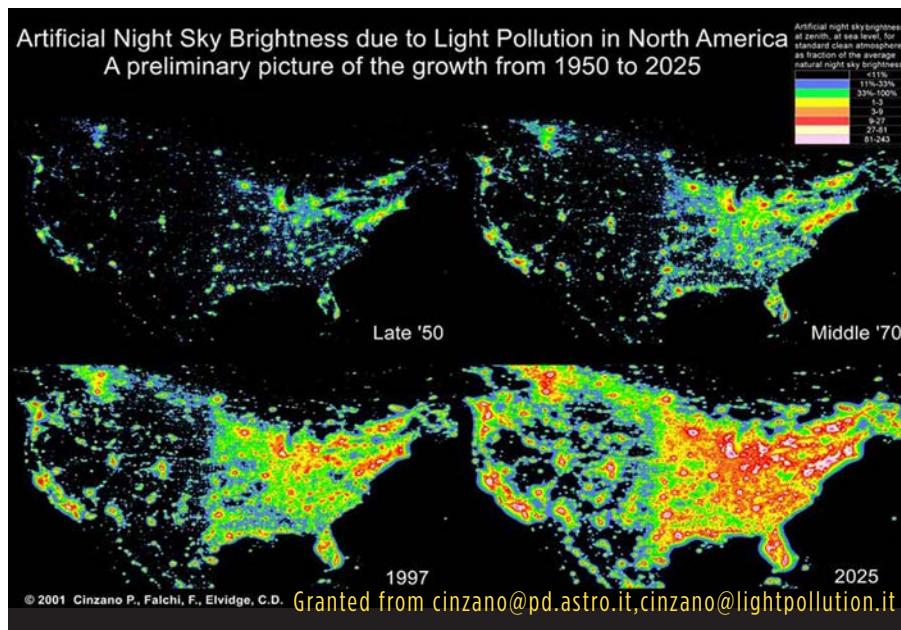 Artificial Night Sky Brightness due to Light Pollution in North America
A preliminary picture of the growth from 1950 to 2025
Artificial night sky brightness
at zenith, at sea level, for
standard clean atmosphere
as fraction of the average
natural night sky brightness
<11%
11%-33%
33%-100%
1-3
3-9
9-27
27-81
81-243
Late '50
Middle '70
1997
2025
© 2001 Cinzano P., Falchi, F., Elvidge, C.D.
Granted from cinzano@pd.astro.it,cinzano@lightpollution.it